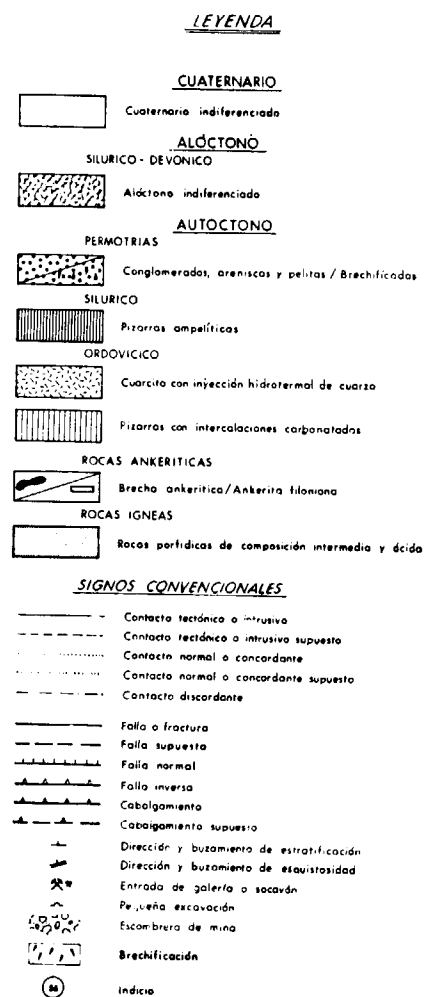 LEYENDA
CUATERNARIO
Cuaternario indiferenciado
ALÓCTONO
SILURICO - DEVONICO
Alóctono indiferenciado
AUTOCTONO
PERMOTRIAS
Conglomerados, areniscas y pelitas / Brechificadas
SILURICO
Pizarras ampelíticas
ORDOVICICO
Cuarcita con inyección hidrotermal de cuarzo
Pizarras con intercalaciones carbonatadas
ROCAS ANKERITICAS
Brecha ankerítica / Ankerita filoniana
ROCAS IGNEAS
Rocas porfídicas de composición intermedia y ácida
SIGNOS CONVENCIONALES
Contacto tectónico o intrusivo
Contacto tectónico o intrusivo supuesto
Contacto normal o concordante
Contacto normal o concordante supuesto
Contacto discordante
Falla o fractura
Falla supuesta
Falla normal
Falla inversa
Cabalgamiento
Cabalgamiento supuesto
Dirección y buzamiento de estratificación
Dirección y buzamiento de esquistosidad
Entrada de galería o socavón
Pequeña excavación
Escombrera de mina
Brechificación
86 Indicio